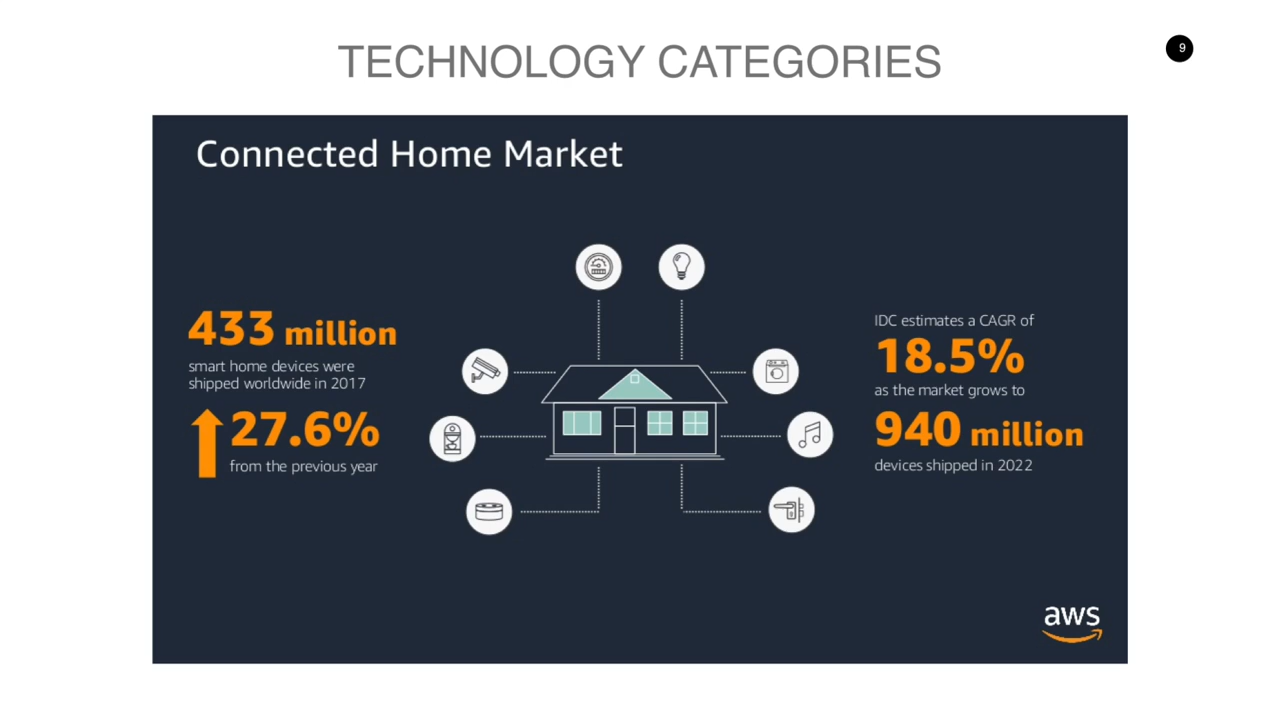 TECHNOLOGY CATEGORIES
9
Connected Home Market
433 million
smart home devices were
shipped worldwide in 2017
27.6%
from the previous year
IDC estimates a CAGR of
18.5%
as the market grows to
940 million
devices shipped in 2022
aws